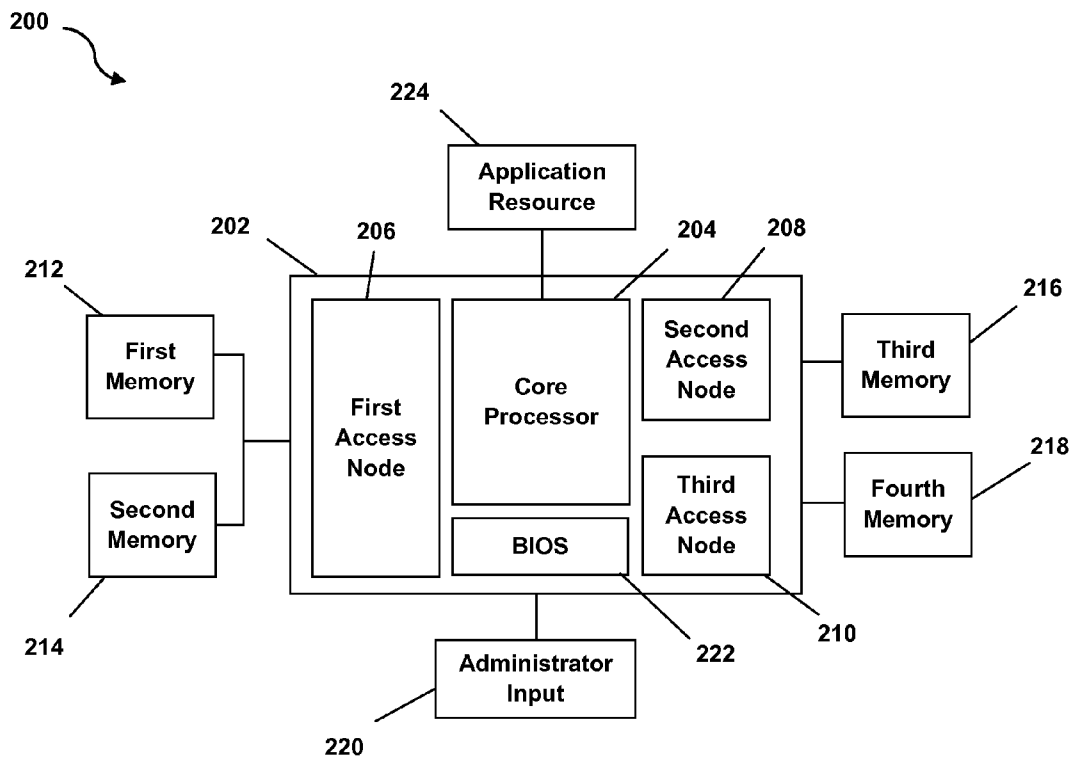 200
224
Application
Resource
202
206
204
208
212
216
First
Memory
First
Access
Node
Core
Processor
Second
Access
Node
Third
Memory
218
Second
Memory
BIOS
Third
Access
Node
Fourth
Memory
214
222
210
Administrator
Input
220